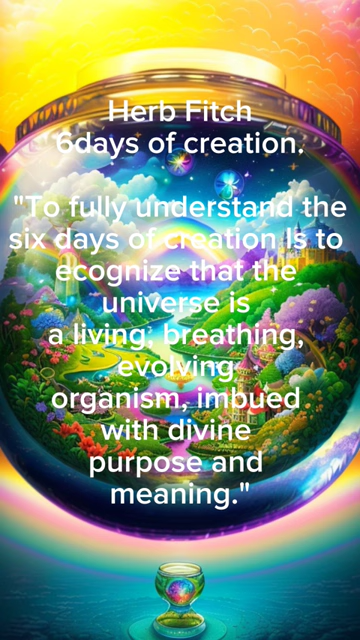 Herb Fitch
6days of creation.
"To fully understand the
six days of creation Is to
ecognize that the
universe is
a living, breathing,
evolving
organism, imbued
with divine
purpose and
meaning."